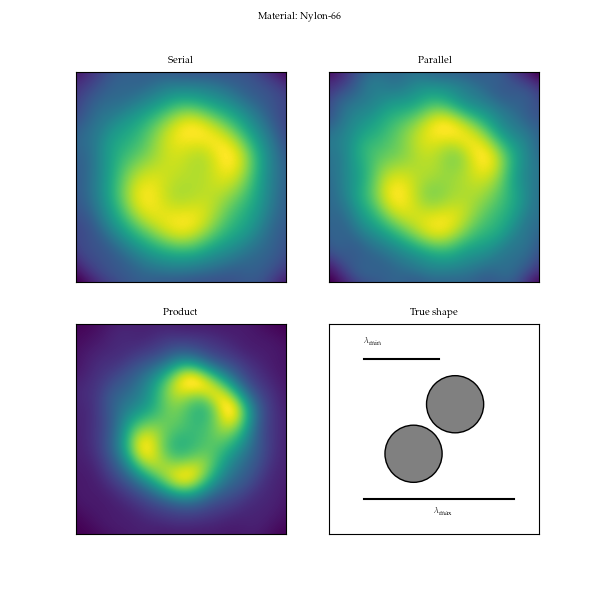 Material: Nylon-66
Serial
Parallel
Product
True shape
λmin
λmax